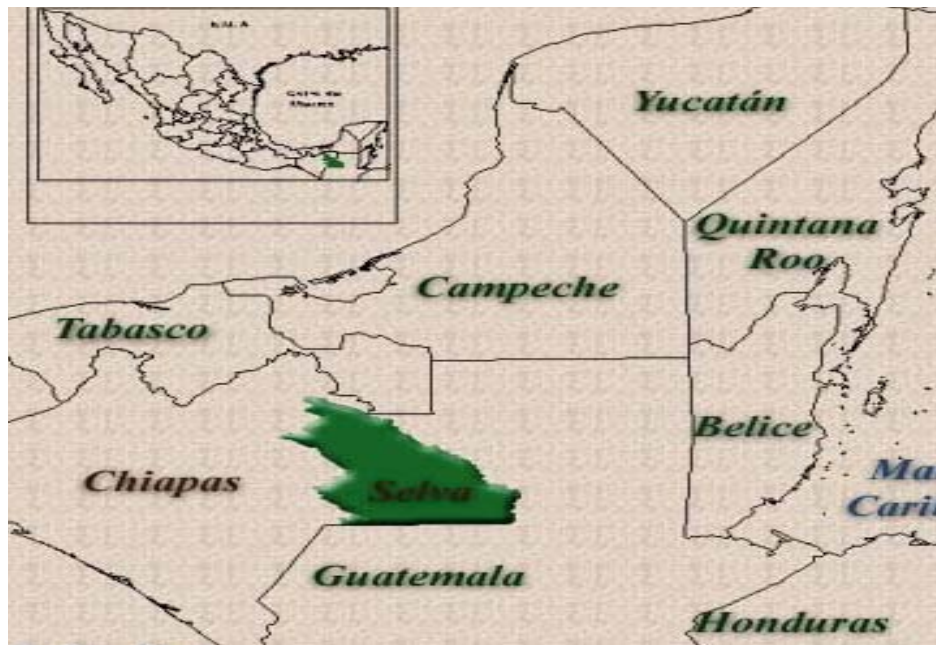 Yucatán
Quintana
Roo
Campeche
Tabasco
Belice
Chiapas
Selva
Guatemala
Honduras